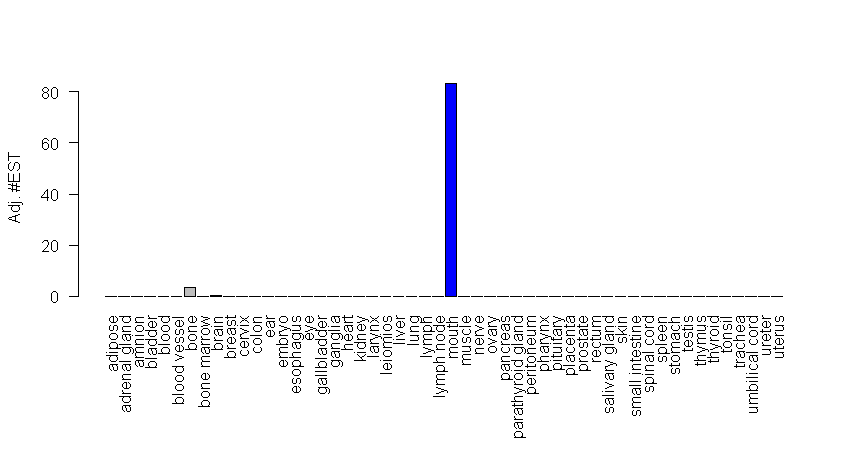 Adj. #EST
80
60
40
20
0
adipose
adrenal gland
amnion
bladder
blood
blood vessel
bone
bone marrow
brain
breast
cervix
colon
ear
embryo
esophagus
eye
gallbladder
ganglia
heart
kidney
larynx
leiomios
liver
lung
lymph
lymph node
mouth
muscle
nerve
ovary
pancreas
parathyroid gland
peritoneum
pharynx
pituitary
placenta
prostate
rectum
salivary gland
skin
small intestine
spinal cord
spleen
stomach
testis
thymus
thyroid
tonsil
trachea
umbilical cord
ureter
uterus